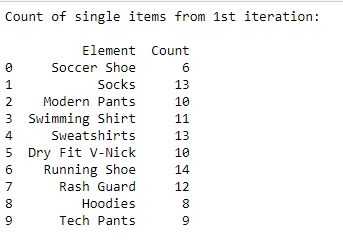 Count of single items from 1st iteration:
Element Count
0 Soccer Shoe 6
1 Socks 13
2 Modern Pants 10
3 Swimming Shirt 11
4 Sweatshirts 13
5 Dry Fit V-Nick 10
6 Running Shoe 14
7 Rash Guard 12
8 Hoodies 8
9 Tech Pants 9